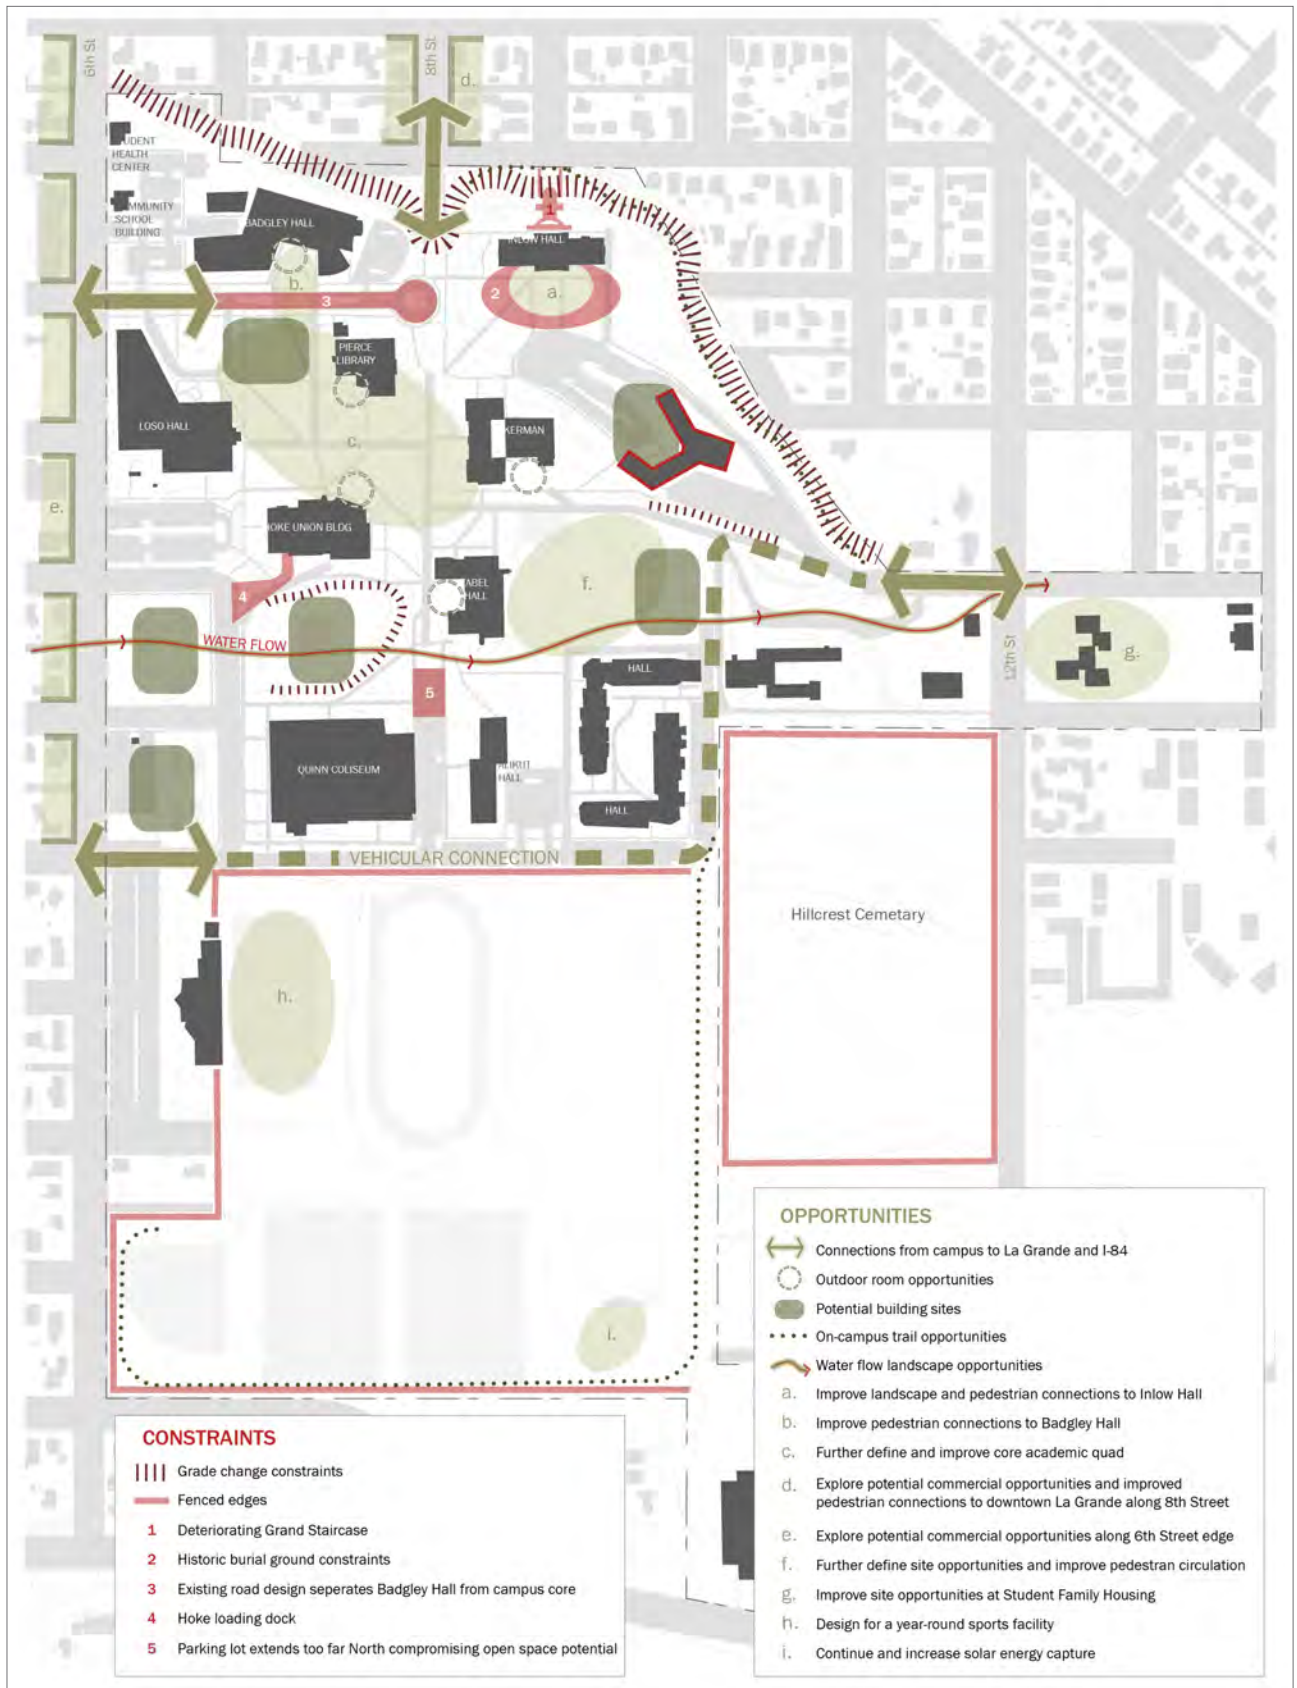 6th St
8th St
d.
STUDENT
HEALTH
CENTER
COMMUNITY
SCHOOL
BUILDING
BADGLEY HALL
1
INLOW HALL
b.
3
2
a.
PIERCE
LIBRARY
LOSO HALL
c.
KERMAN
e.
HOKE UNION BLDG
f.
4
ABEL
HALL
WATER FLOW
12th St
g.
HALL
5
QUINN COLISEUM
HALL
HALL
VEHICULAR CONNECTION
Hillcrest Cemetary
h.
i.
OPPORTUNITIES
Connections from campus to La Grande and I-84
Outdoor room opportunities
Potential building sites
On-campus trail opportunities
Water flow landscape opportunities
a. Improve landscape and pedestrian connections to Inlow Hall
b. Improve pedestrian connections to Badgley Hall
c. Further define and improve core academic quad
d. Explore potential commercial opportunities and improved
pedestrian connections to downtown La Grande along 8th Street
e. Explore potential commercial opportunities along 6th Street edge
f. Further define site opportunities and improve pedestran circulation
g. Improve site opportunities at Student Family Housing
h. Design for a year-round sports facility
i. Continue and increase solar energy capture
CONSTRAINTS
Grade change constraints
Fenced edges
1 Deteriorating Grand Staircase
2 Historic burial ground constraints
3 Existing road design seperates Badgley Hall from campus core
4 Hoke loading dock
5 Parking lot extends too far North compromising open space potential